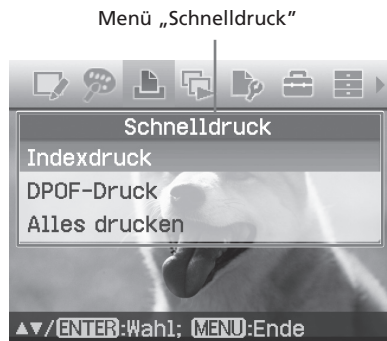 Menü „Schnelldruck“
Schnelldruck
Indexdruck
DPOF-Druck
Alles drucken
▲▼/ENTER:Wahl; MENU:Ende